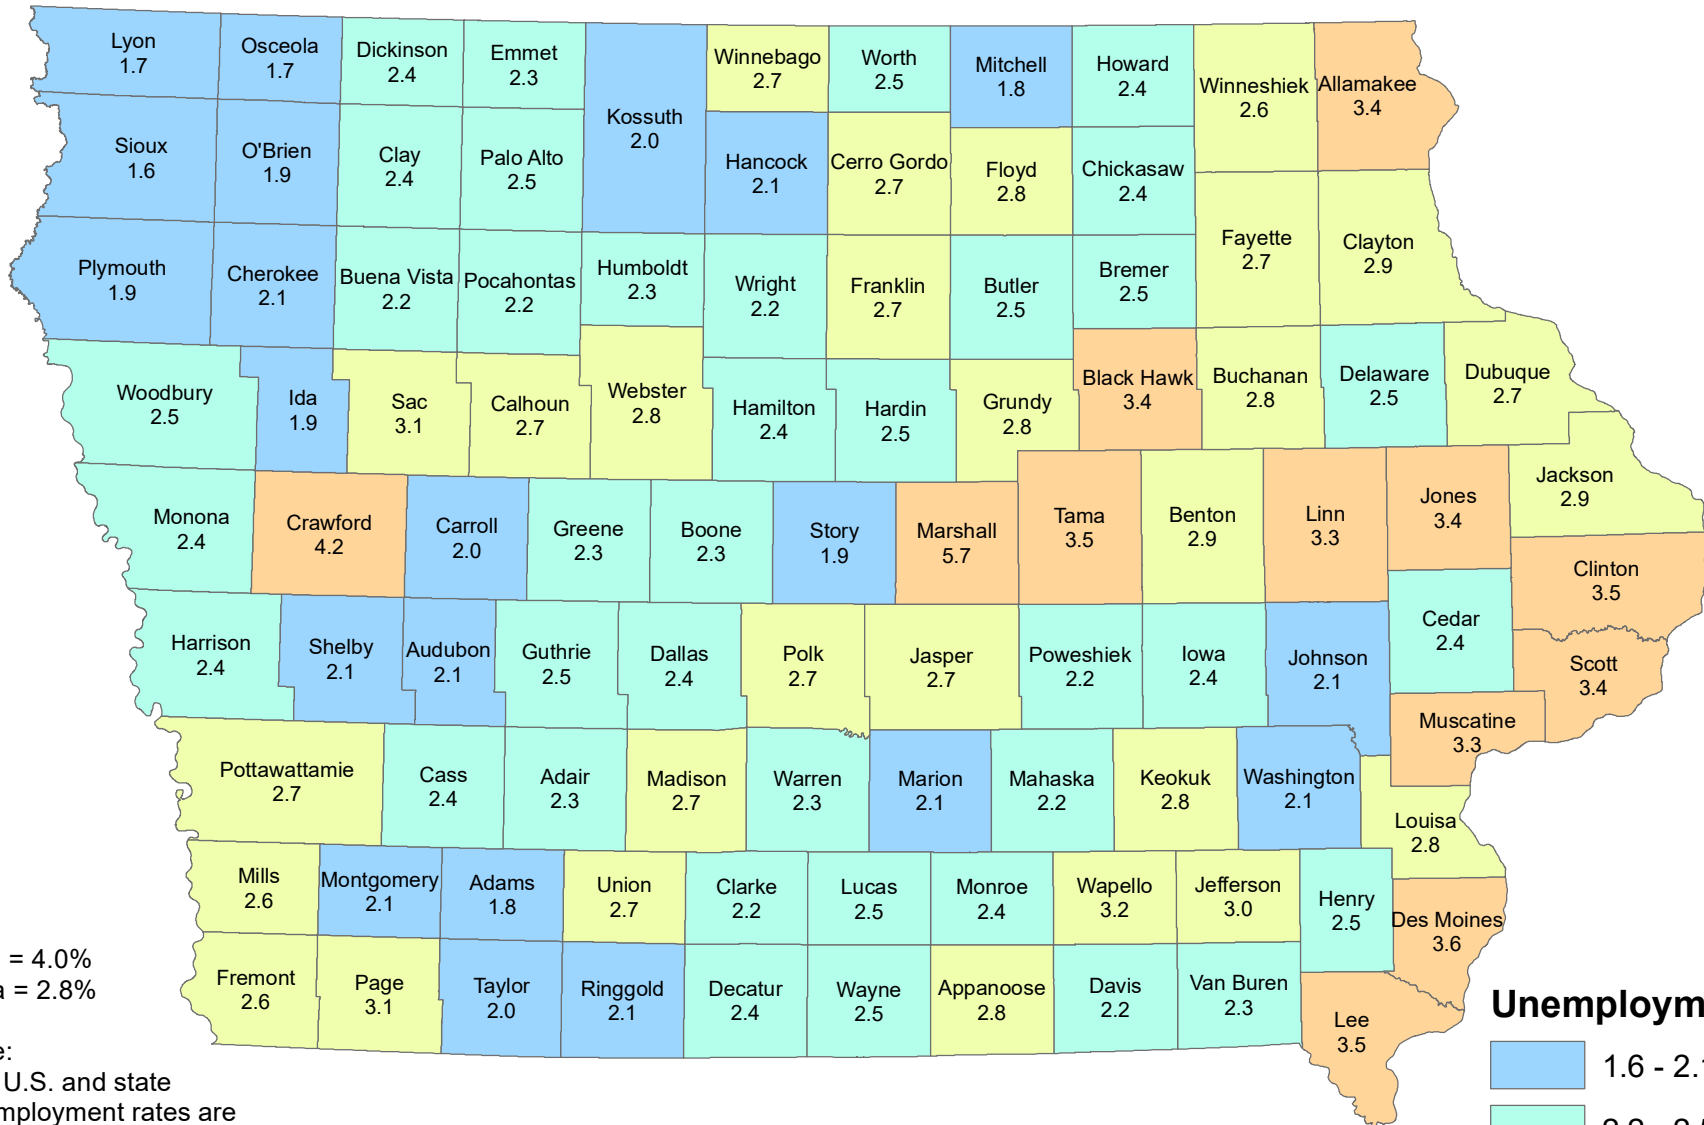 Lyon
1.7
Osceola
1.7
Dickinson
2.4
Emmet
2.3
Kossuth
2.0
Winnebago
2.7
Worth
2.5
Mitchell
1.8
Howard
2.4
Winneshiek
2.6
Allamakee
3.4
Sioux
1.6
O'Brien
1.9
Clay
2.4
Palo Alto
2.5
Hancock
2.1
Cerro Gordo
2.7
Floyd
2.8
Chickasaw
2.4
Plymouth
1.9
Cherokee
2.1
Buena Vista
2.2
Pocahontas
2.2
Humboldt
2.3
Wright
2.2
Franklin
2.7
Butler
2.5
Bremer
2.5
Fayette
2.7
Clayton
2.9
Woodbury
2.5
Ida
1.9
Sac
3.1
Calhoun
2.7
Webster
2.8
Hamilton
2.4
Hardin
2.5
Grundy
2.8
Black Hawk
3.4
Buchanan
2.8
Delaware
2.5
Dubuque
2.7
Monona
2.4
Crawford
4.2
Carroll
2.0
Greene
2.3
Boone
2.3
Story
1.9
Marshall
5.7
Tama
3.5
Benton
2.9
Linn
3.3
Jones
3.4
Jackson
2.9
Clinton
3.5
Harrison
2.4
Shelby
2.1
Audubon
2.1
Guthrie
2.5
Dallas
2.4
Polk
2.7
Jasper
2.7
Poweshiek
2.2
Iowa
2.4
Johnson
2.1
Cedar
2.4
Scott
3.4
Muscatine
3.3
Pottawattamie
2.7
Cass
2.4
Adair
2.3
Madison
2.7
Warren
2.3
Marion
2.1
Mahaska
2.2
Keokuk
2.8
Washington
2.1
Louisa
2.8
Mills
2.6
Montgomery
2.1
Adams
1.8
Union
2.7
Clarke
2.2
Lucas
2.5
Monroe
2.4
Wapello
3.2
Jefferson
3.0
Henry
2.5
Des Moines
3.6
Fremont
2.6
Page
3.1
Taylor
2.0
Ringgold
2.1
Decatur
2.4
Wayne
2.5
Appanoose
2.8
Davis
2.2
Van Buren
2.3
Lee
3.5
= 4.0%
a = 2.8%
e:
U.S. and state
mployment rates are
Unemploym
1.6 - 2.